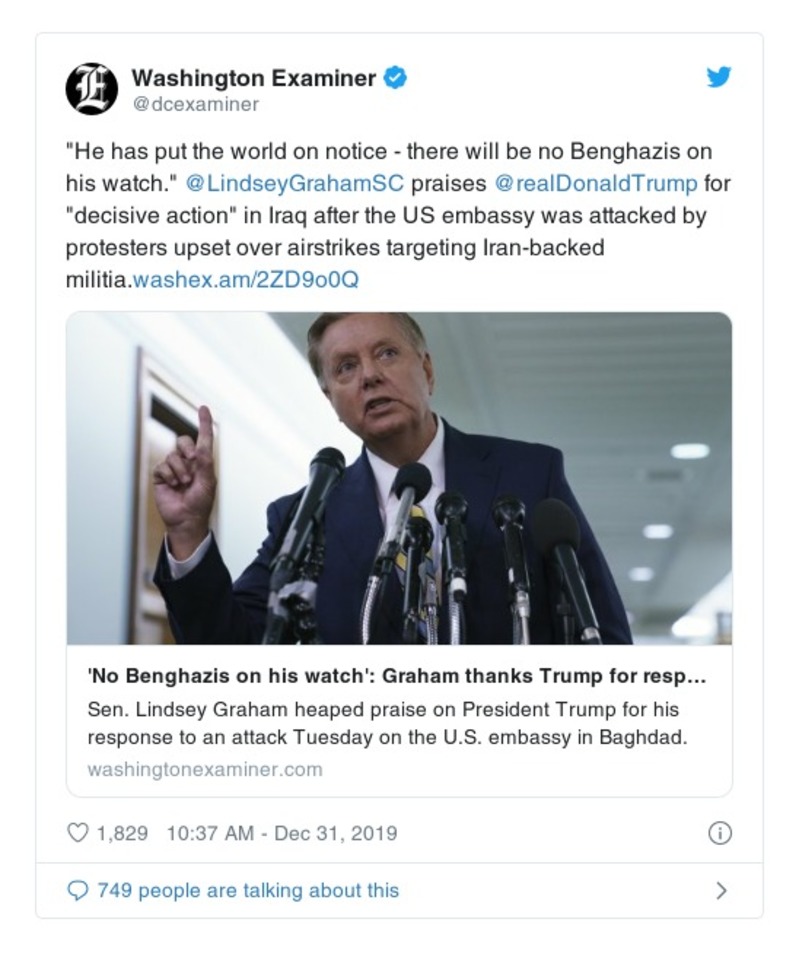 Washington Examiner
@dcexaminer
"He has put the world on notice - there will be no Benghazis on
his watch." @LindseyGrahamSC praises @realDonaldTrump for
"decisive action" in Iraq after the US embassy was attacked by
protesters upset over airstrikes targeting Iran-backed
militia.washex.am/2ZD9o0Q
'No Benghazis on his watch': Graham thanks Trump for resp...
Sen. Lindsey Graham heaped praise on President Trump for his
response to an attack Tuesday on the U.S. embassy in Baghdad.
washingtonexaminer.com
1,829 10:37 AM - Dec 31, 2019
749 people are talking about this